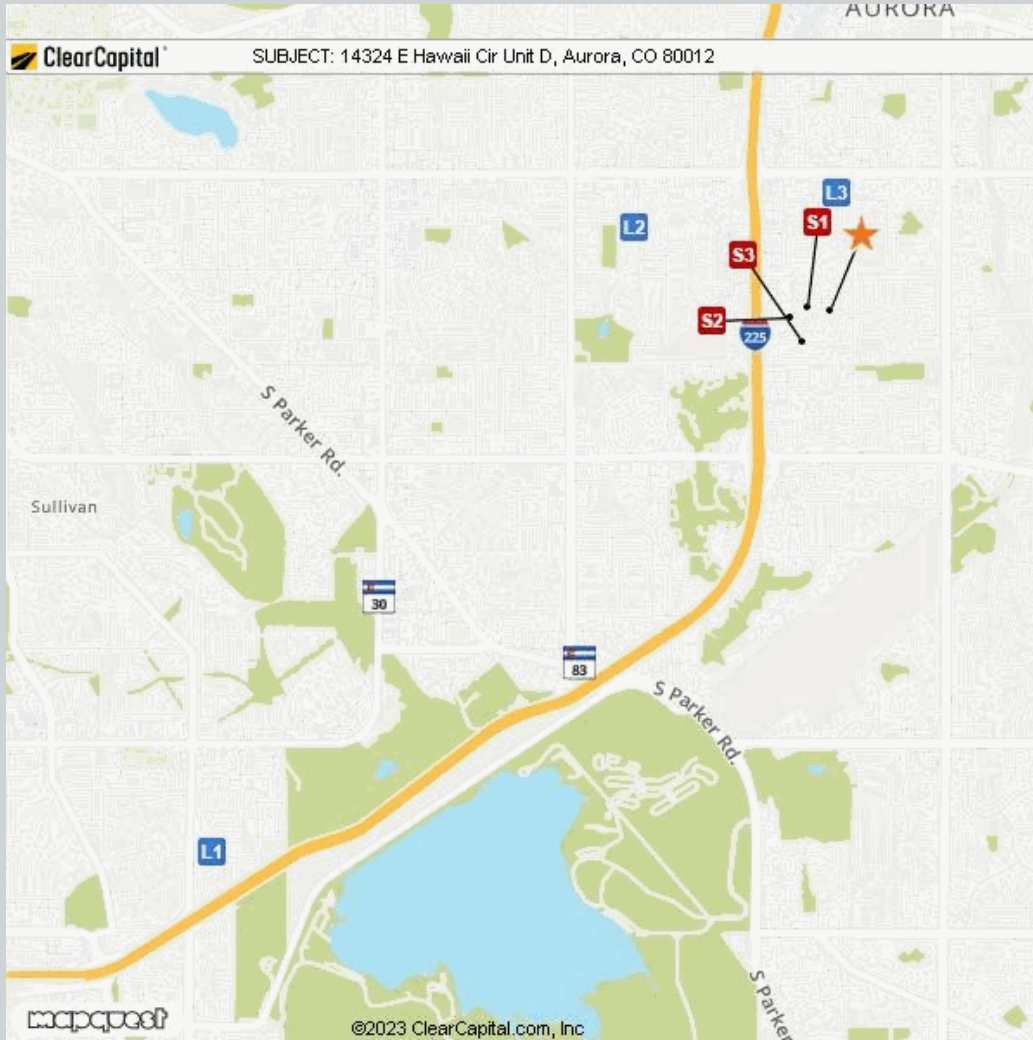 AURORA
ClearCapital
SUBJECT: 14324 E Hawaii Cir Unit D, Aurora, CO 80012
L3
S1
L2
S3
S2
225
S Parker Rd.
Sullivan
30
83
S Parker Rd.
L1
S Parker
mapquest
©2023 ClearCapital.com, Inc